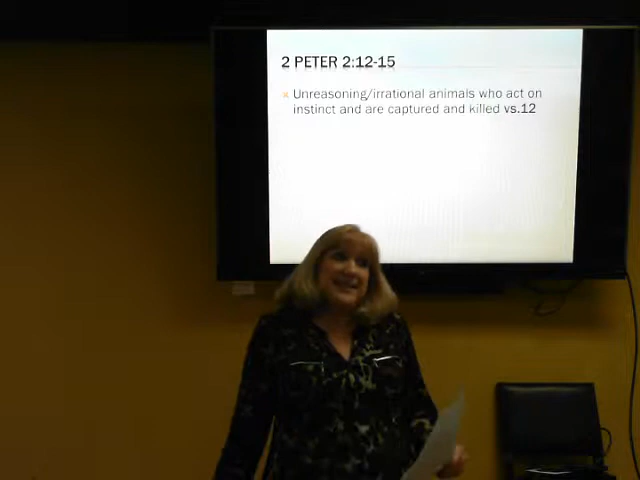 2 PETER 2:12-15
Unreasoning/irrational animals who act on
instinct and are captured and killed vs.12